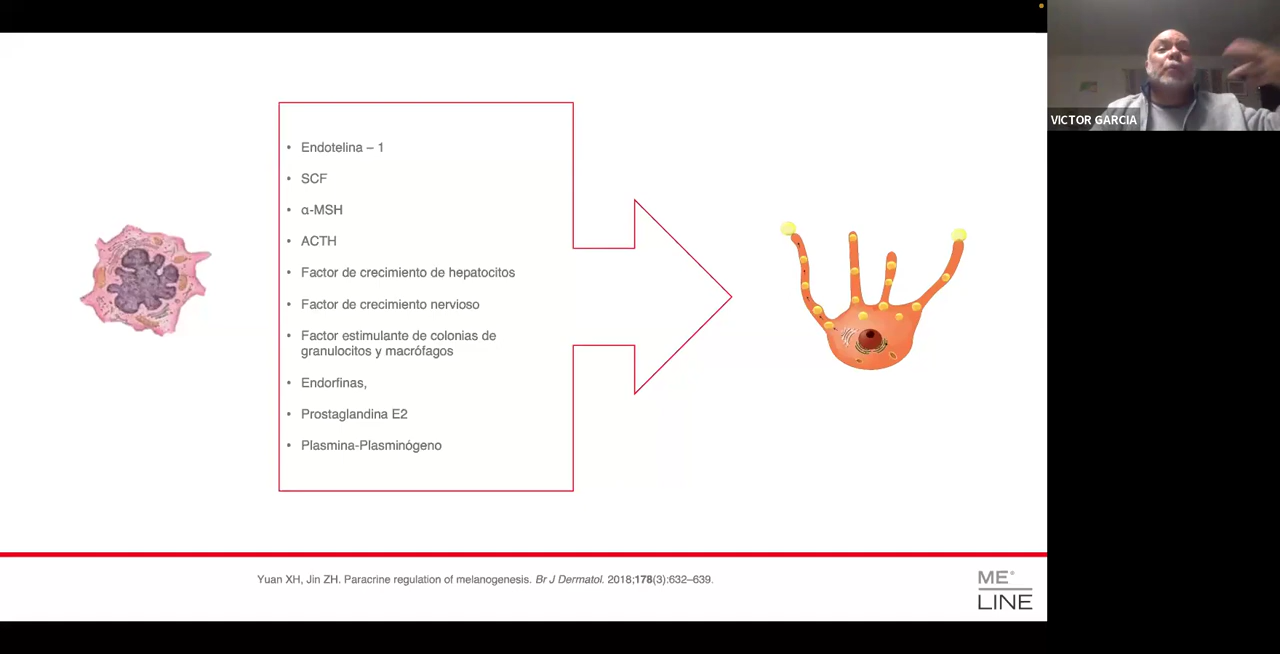 VICTOR GARCIA
• Endotelina – 1
• SCF
• α-MSH
• ACTH
• Factor de crecimiento de hepatocitos
• Factor de crecimiento nervioso
• Factor estimulante de colonias de
granulocitos y macrófagos
• Endorfinas,
• Prostaglandina E2
• Plasmina-Plasminógeno
Yuan XH, Jin ZH. Paracrine regulation of melanogenesis. Br J Dermatol. 2018;178(3):632–639.
ME°
LINE